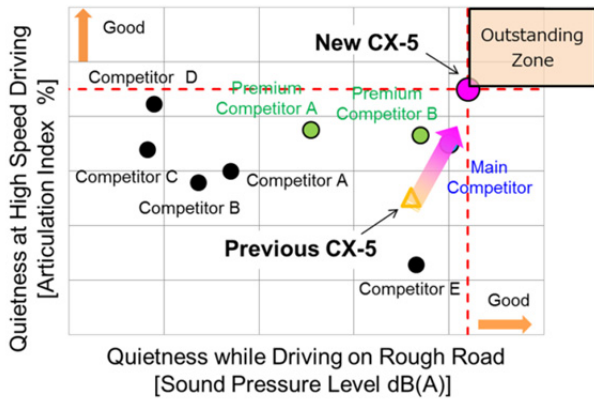 Good
New CX-5
Outstanding
Zone
Competitor D
Premium
Competitor A
Premium
Competitor B
Competitor C
Competitor A
Competitor B
Main
Competitor
Previous CX-5
Competitor E
Good
Quietness at High Speed Driving
[Articulation Index %]
Quietness while Driving on Rough Road
[Sound Pressure Level dB(A)]